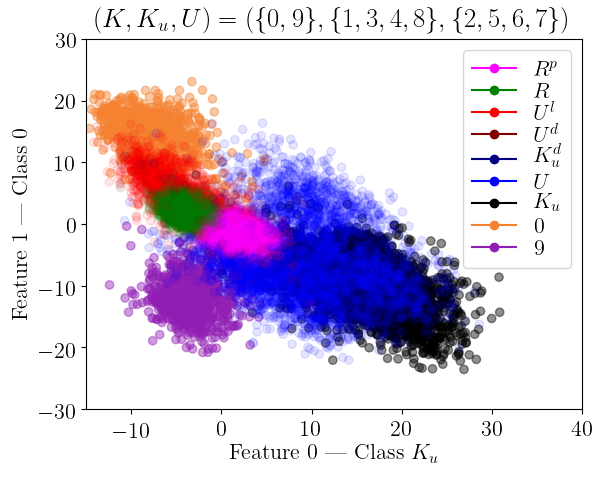 (K, K_u, U) = ({0, 9}, {1, 3, 4, 8}, {2, 5, 6, 7})
30
20
10
0
−10
−20
−30
Feature 1 — Class 0
R^p
R
U^l
U^d
K_u^d
U
K_u
0
9
−10
0
10
20
30
40
Feature 0 — Class K_u